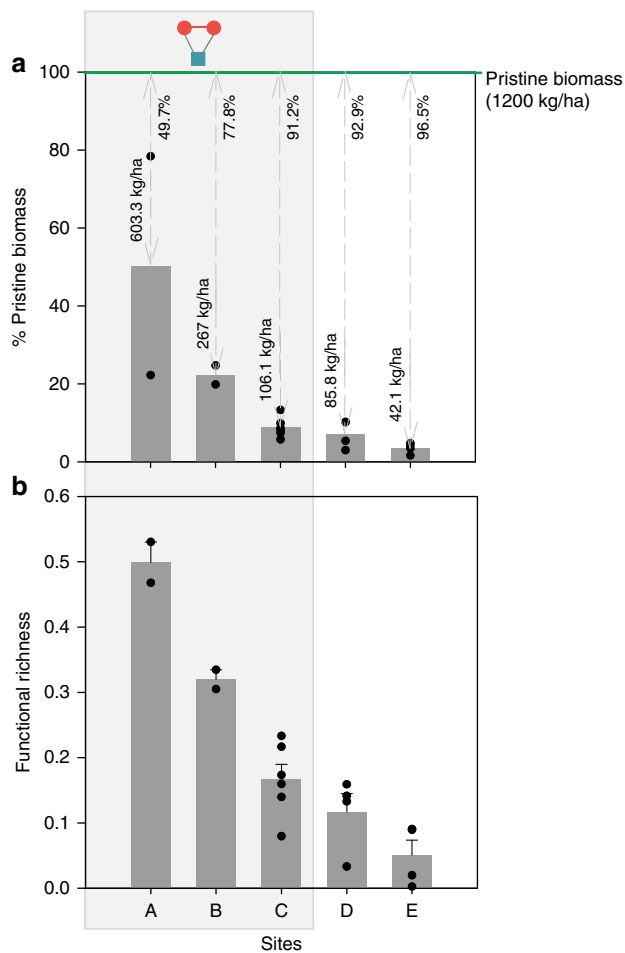 a
100
80
60
40
20
0
% Pristine biomass
603.3 kg/ha
49.7%
267 kg/ha
77.8%
106.1 kg/ha
91.2%
85.8 kg/ha
92.9%
42.1 kg/ha
96.5%
Pristine biomass
(1200 kg/ha)
b
0.6
0.5
0.4
0.3
0.2
0.1
0.0
Functional richness
A B C D E
Sites